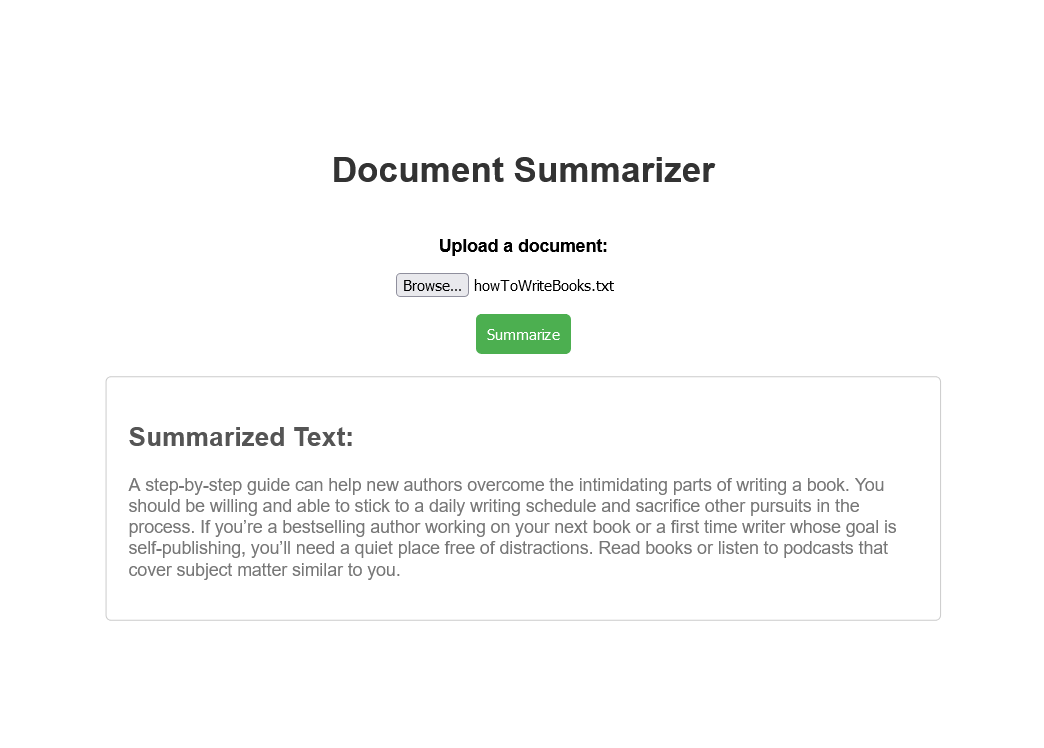 Document Summarizer
Upload a document:
Browse... howToWriteBooks.txt
Summarize
Summarized Text:
A step-by-step guide can help new authors overcome the intimidating parts of writing a book. You
should be willing and able to stick to a daily writing schedule and sacrifice other pursuits in the
process. If you’re a bestselling author working on your next book or a first time writer whose goal is
self-publishing, you’ll need a quiet place free of distractions. Read books or listen to podcasts that
cover subject matter similar to you.